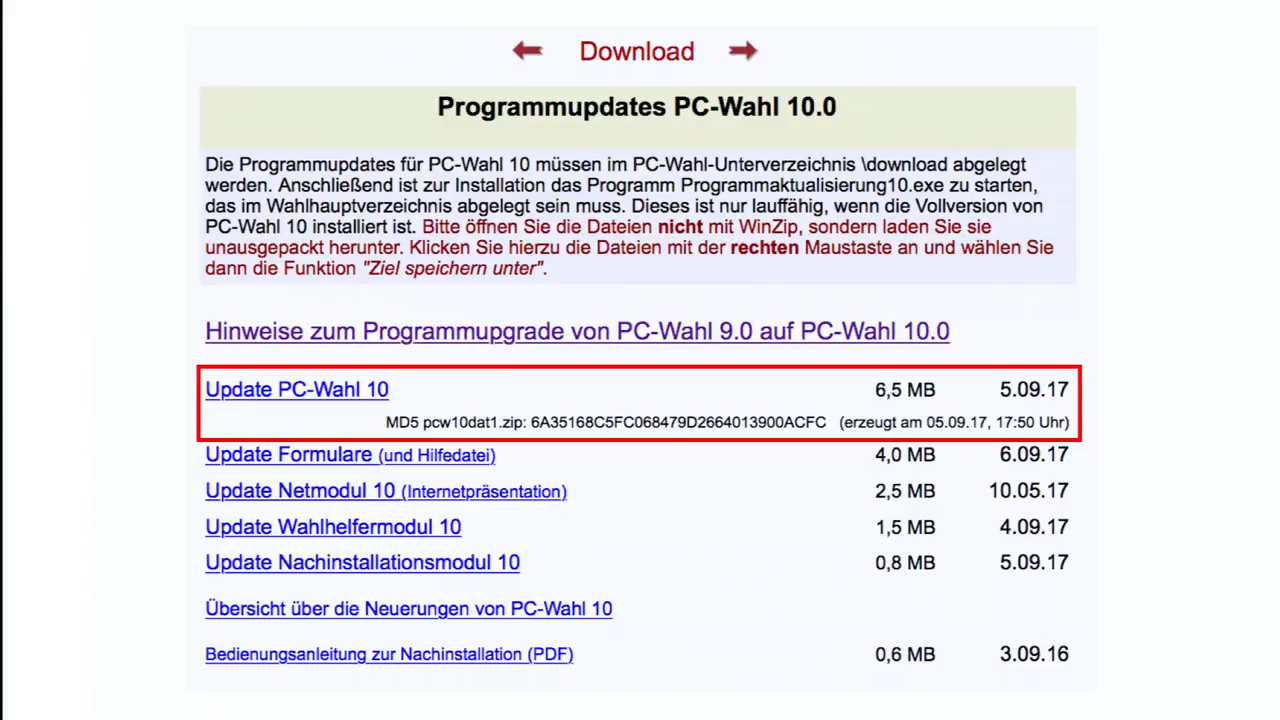 Download
Programmupdates PC-Wahl 10.0
Die Programmupdates für PC-Wahl 10 müssen im PC-Wahl-Unterverzeichnis \download abgelegt
werden. Anschließend ist zur Installation das Programm Programmaktualisierung10.exe zu starten,
das im Wahlhauptverzeichnis abgelegt sein muss. Dieses ist nur lauffähig, wenn die Vollversion von
PC-Wahl 10 installiert ist. Bitte öffnen Sie die Dateien nicht mit WinZip, sondern laden Sie sie
unausgepackt herunter. Klicken Sie hierzu die Dateien mit der rechten Maustaste an und wählen Sie
dann die Funktion "Ziel speichern unter".
Hinweise zum Programmupgrade von PC-Wahl 9.0 auf PC-Wahl 10.0
Update PC-Wahl 10 6,5 MB 5.09.17
MD5 pcw10dat1.zip: 6A35168C5FC068479D2664013900ACFC (erzeugt am 05.09.17, 17:50 Uhr)
Update Formulare (und Hilfedatei) 4,0 MB 6.09.17
Update Netmodul 10 (Internetpräsentation) 2,5 MB 10.05.17
Update Wahlhelfermodul 10 1,5 MB 4.09.17
Update Nachinstallationsmodul 10 0,8 MB 5.09.17
Übersicht über die Neuerungen von PC-Wahl 10
Bedienungsanleitung zur Nachinstallation (PDF) 0,6 MB 3.09.16